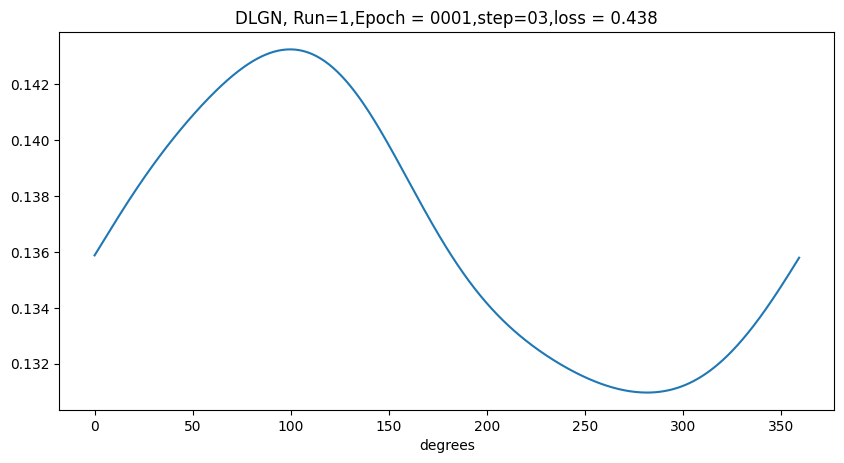 DLGN, Run=1,Epoch = 0001,step=03,loss = 0.438
0.142
0.140
0.138
0.136
0.134
0.132
0 50 100 150 200 250 300 350
degrees